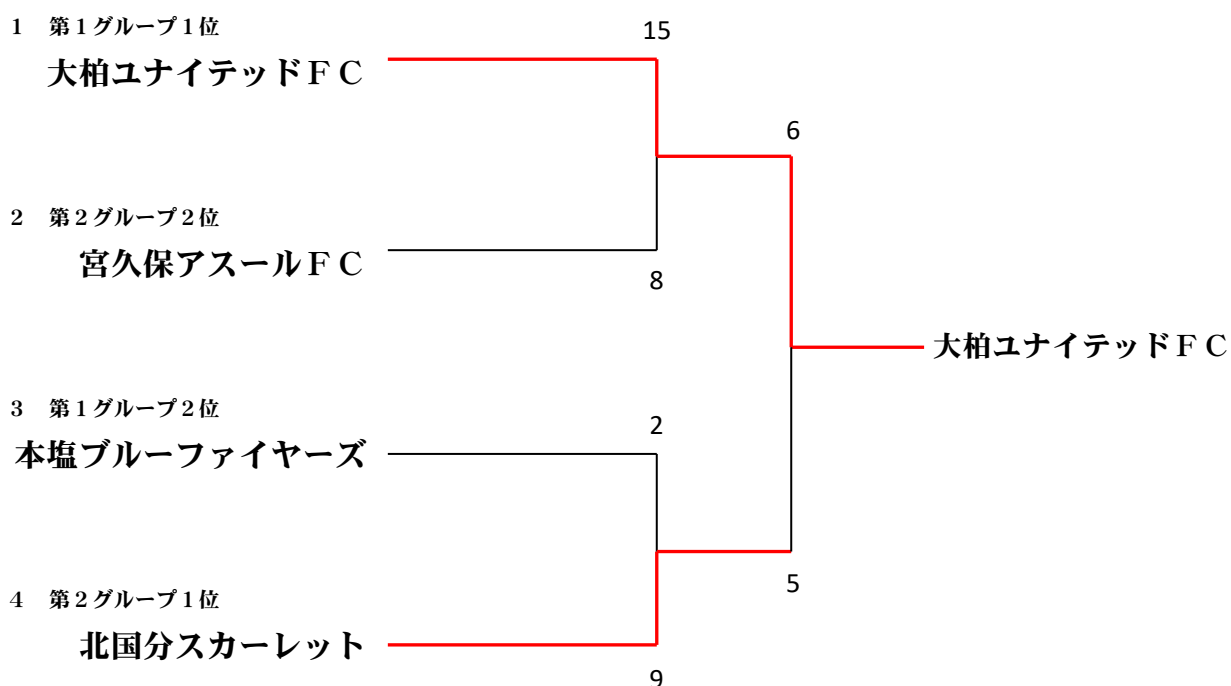 1 第１グループ１位
15
大柏ユナイテッドＦＣ
6
2 第２グループ２位
宮久保アスールＦＣ
8
大柏ユナイテッドＦＣ
3 第１グループ２位
2
本塩ブルーファイヤーズ
5
4 第２グループ１位
北国分スカーレット
9